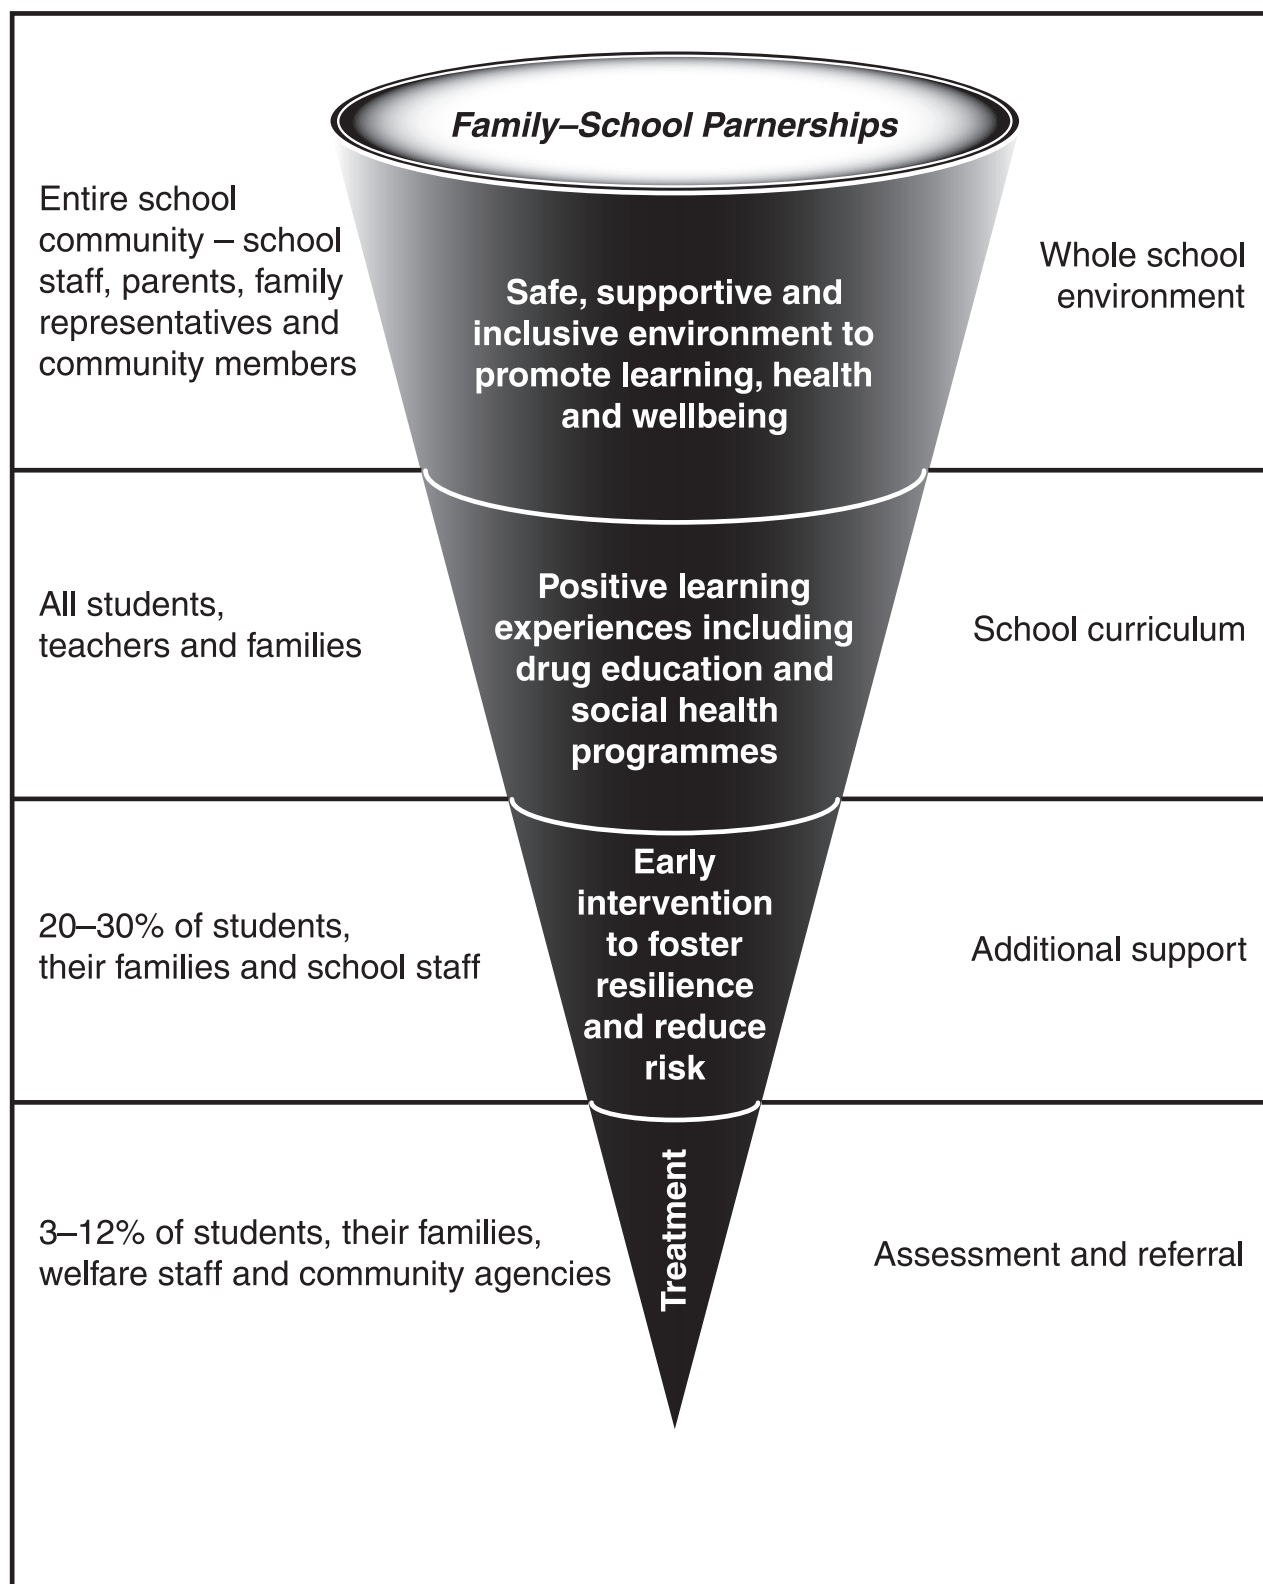 Family–School Parnerships
Entire school
community – school
staff, parents, family
representatives and
community members
Safe, supportive and
inclusive environment to
promote learning, health
and wellbeing
Whole school
environment
All students,
teachers and families
Positive learning
experiences including
drug education and
social health
programmes
School curriculum
20–30% of students,
their families and school staff
Early
intervention
to foster
resilience
and reduce
risk
Additional support
3–12% of students, their families,
welfare staff and community agencies
Treatment
Assessment and referral